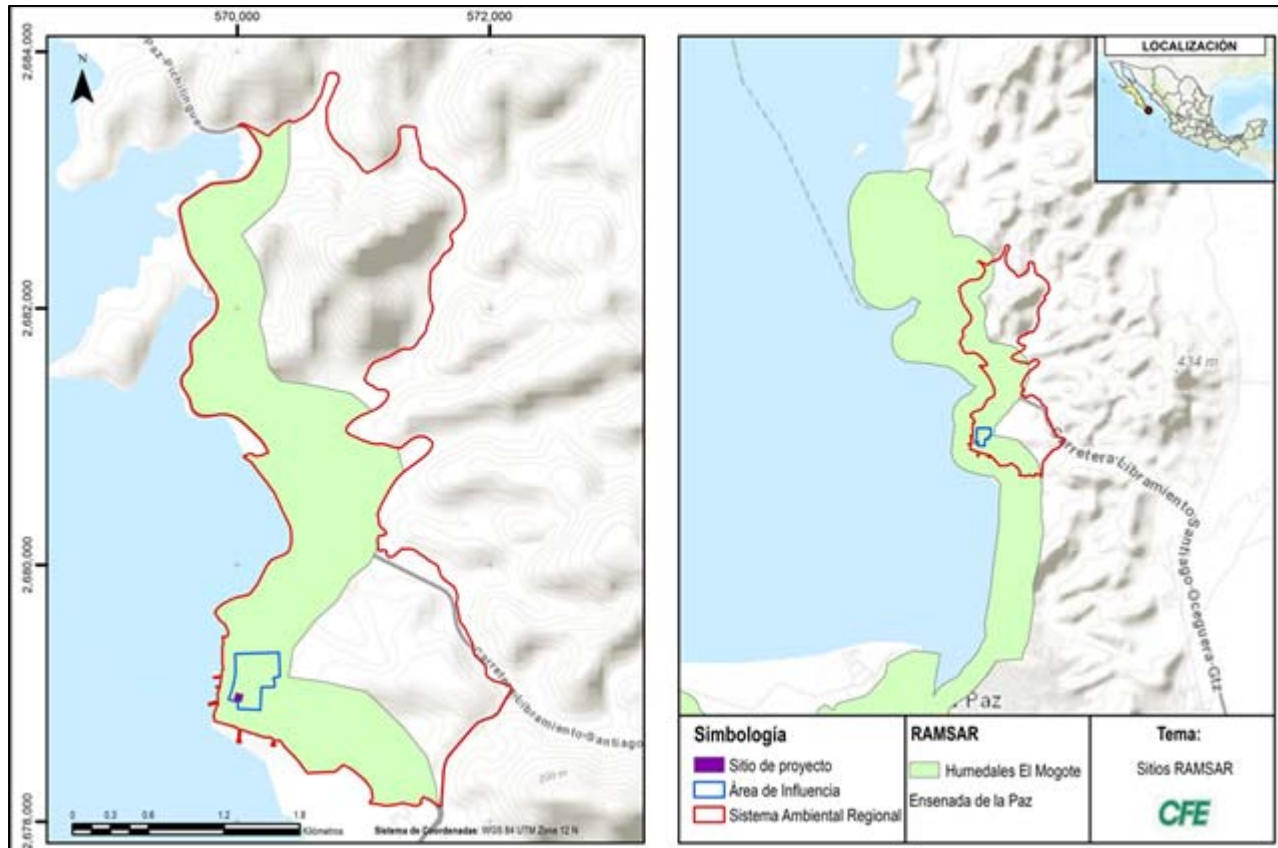 570,000
572,000
2,684,000
2,682,000
2,680,000
2,678,000
N
Paz-Pichilingue
Carretera-Libramiento-Santiago
200 m
0 0.3 0.6 1.2 1.8
Kilómetros
Sistema de Coordenadas: WGS 84 UTM Zona 12 N
LOCALIZACIÓN
434 m
Carretera-Libramiento-Santiago-Oceguera-Gtz
Paz
Simbología
Sitio de proyecto
Área de Influencia
Sistema Ambiental Regional
RAMSAR
Humedales El Mogote
Ensenada de la Paz
Tema:
Sitios RAMSAR
CFE